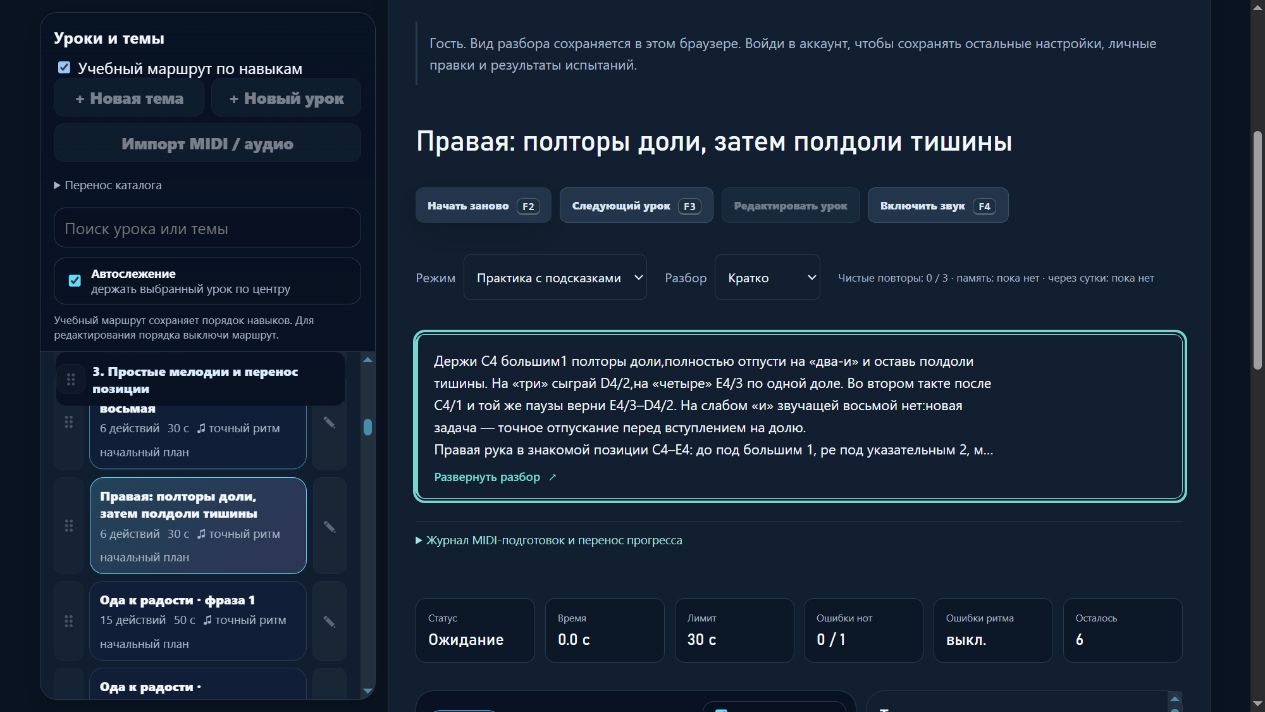 Уроки и темы
Учебный маршрут по навыкам
+ Новая тема
+ Новый урок
Импорт MIDI / аудио
Перенос каталога
Поиск урока или темы
Автослежение
держать выбранный урок по центру
Учебный маршрут сохраняет порядок навыков. Для
редактирования порядка выключи маршрут.
3. Простые мелодии и перенос
позиции
восьмая
6 действий 30 с ♫ точный ритм
начальный план
Правая: полторы доли,
затем полдоли тишины
6 действий 30 с ♫ точный ритм
начальный план
Ода к радости · фраза 1
15 действий 50 с ♫ точный ритм
начальный план
Ода к радости ·
Гость. Вид разбора сохраняется в этом браузере. Войди в аккаунт, чтобы сохранять остальные настройки, личные
правки и результаты испытаний.
Правая: полторы доли, затем полдоли тишины
Начать заново F2
Следующий урок F3
Редактировать урок
Включить звук F4
Режим
Практика с подсказками
Разбор
Кратко
Чистые повторы: 0 / 3 · память: пока нет · через сутки: пока нет
Держи C4 большим1 полторы доли,полностью отпусти на «два-и» и оставь полдоли
тишины. На «три» сыграй D4/2,на «четыре» E4/3 по одной доле. Во втором такте после
C4/1 и той же паузы верни E4/3–D4/2. На слабом «и» звучащей восьмой нет:новая
задача — точное отпускание перед вступлением на долю.
Правая рука в знакомой позиции C4–E4: до под большим 1, ре под указательным 2, м...
Развернуть разбор ↗
Журнал MIDI-подготовок и перенос прогресса
Статус
Ожидание
Время
0.0 с
Лимит
30 с
Ошибки нот
0 / 1
Ошибки ритма
выкл.
Осталось
6